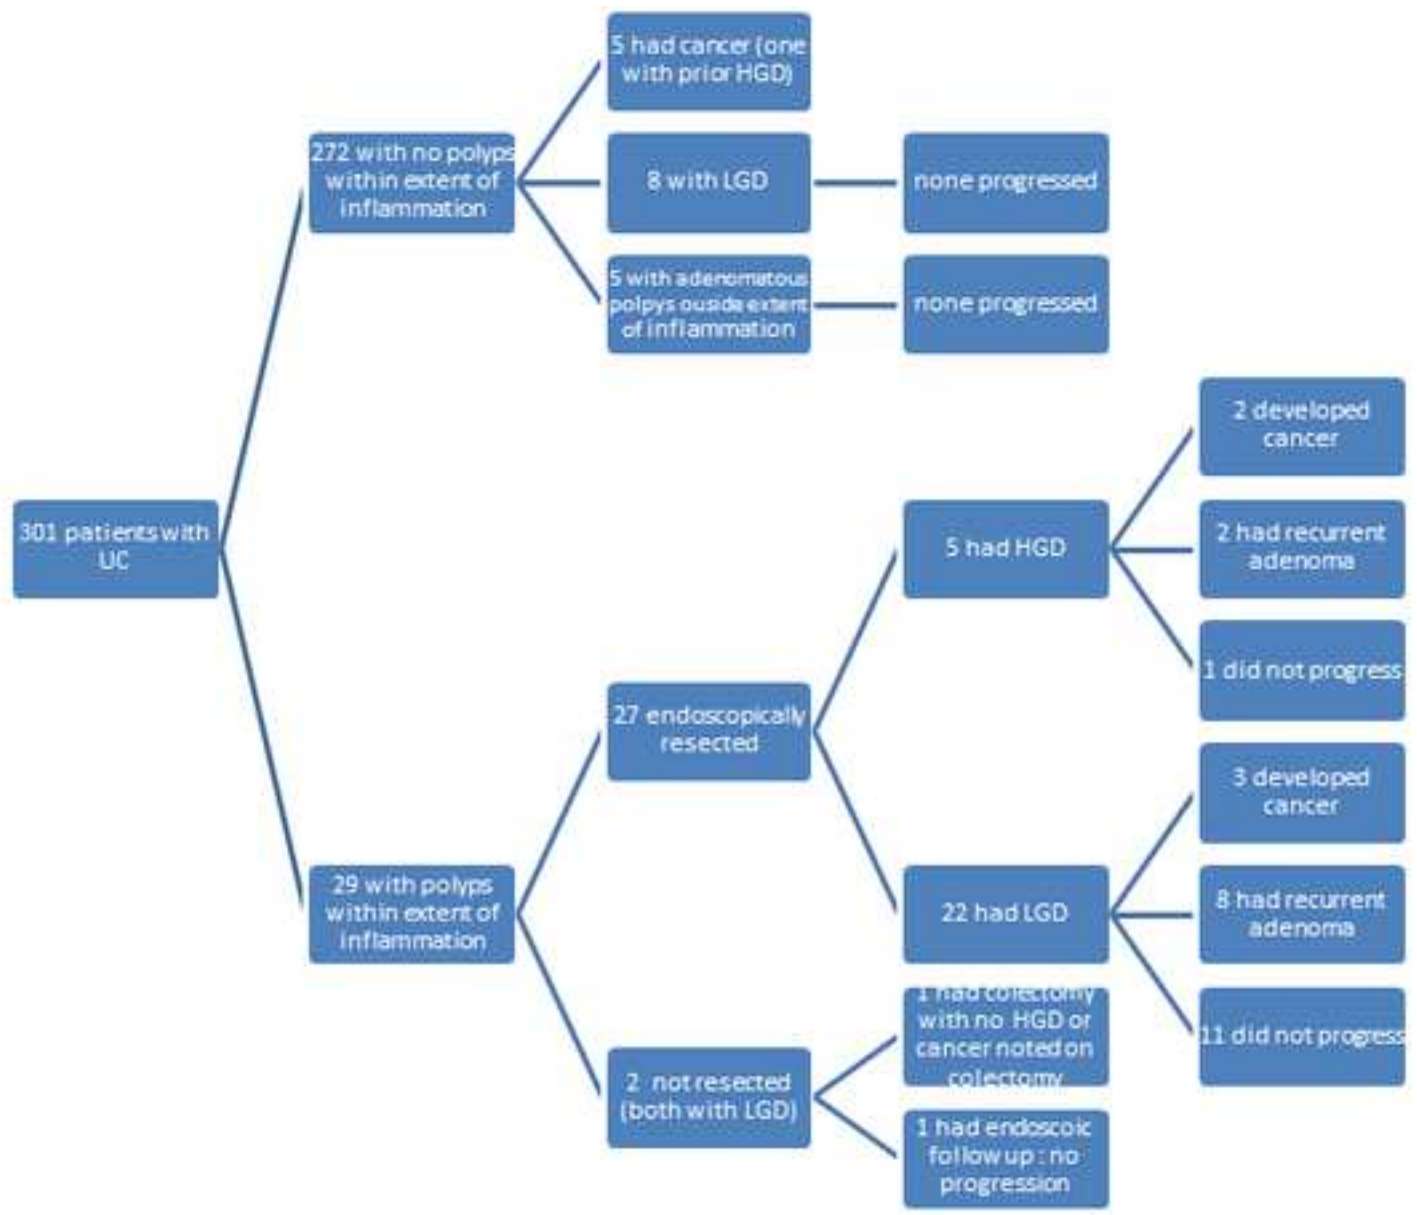 5 had cancer (one
with prior HGD)
272 with no polyps
within extent of
inflammation
8 with LGD
none progressed
5 with adenomatous
polpys ouside extent
of inflammation
none progressed
2 developed
cancer
301 patients with
UC
5 had HGD
2 had recurrent
adenoma
1 did not progress
27 endoscopically
resected
3 developed
cancer
29 with polyps
within extent of
inflammation
22 had LGD
8 had recurrent
adenoma
1 had colectomy
with no HGD or
cancer noted on
colectomy
11 did not progress
2 not resected
(both with LGD)
1 had endoscoic
follow up : no
progression